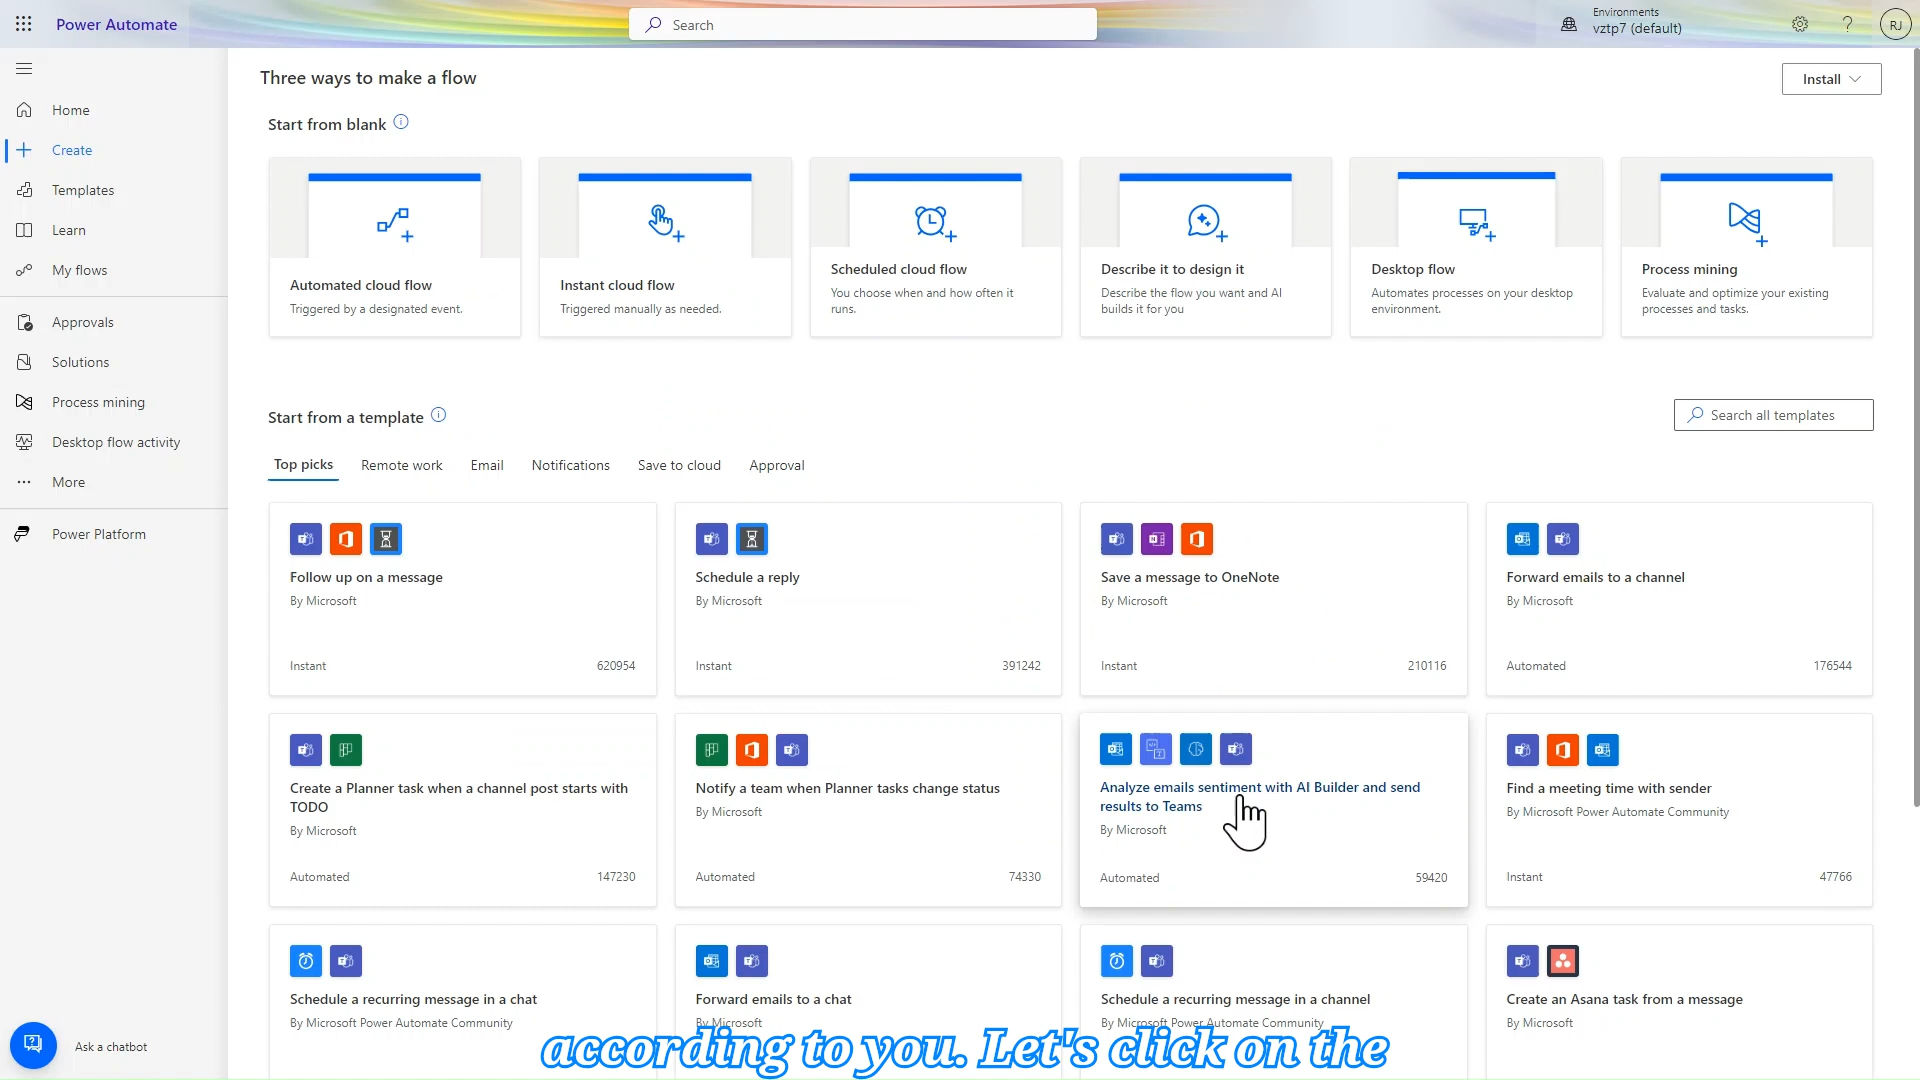 Power Automate
Search
Environments
vztp7 (default)
?
RJ
Home
Create
Templates
Learn
My flows
Approvals
Solutions
Process mining
Desktop flow activity
More
Power Platform
Ask a chatbot
Three ways to make a flow
Install
Start from blank
Automated cloud flow
Triggered by a designated event.
Instant cloud flow
Triggered manually as needed.
Scheduled cloud flow
You choose when and how often it
runs.
Describe it to design it
Describe the flow you want and AI
builds it for you
Desktop flow
Automates processes on your desktop
environment.
Process mining
Evaluate and optimize your existing
processes and tasks.
Start from a template
Search all templates
Top picks
Remote work
Email
Notifications
Save to cloud
Approval
Follow up on a message
By Microsoft
Instant
620954
Schedule a reply
By Microsoft
Instant
391242
Save a message to OneNote
By Microsoft
Instant
210116
Forward emails to a channel
By Microsoft
Automated
176544
Create a Planner task when a channel post starts with
TODO
By Microsoft
Automated
147230
Notify a team when Planner tasks change status
By Microsoft
Automated
74330
Analyze emails sentiment with AI Builder and send
results to Teams
By Microsoft
Automated
59420
Find a meeting time with sender
By Microsoft Power Automate Community
Instant
47766
Schedule a recurring message in a chat
By Microsoft Power Automate Community
Forward emails to a chat
By Microsoft
Schedule a recurring message in a channel
By Microsoft Power Automate Community
Create an Asana task from a message
By Microsoft
according to you. Let's click on the